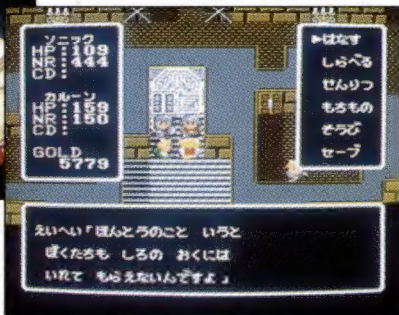 ソニック
HP:109
NR:444
CD:
カルーソ
HP:159
NR:150
CD:
GOLD
5779
▶はなす
しらべる
せんりつ
もちもの
そうび
セーブ
えいへい「ほんとうのこと いうと
ぼくたちも しろの おくには
いれて もらえないんですよ」